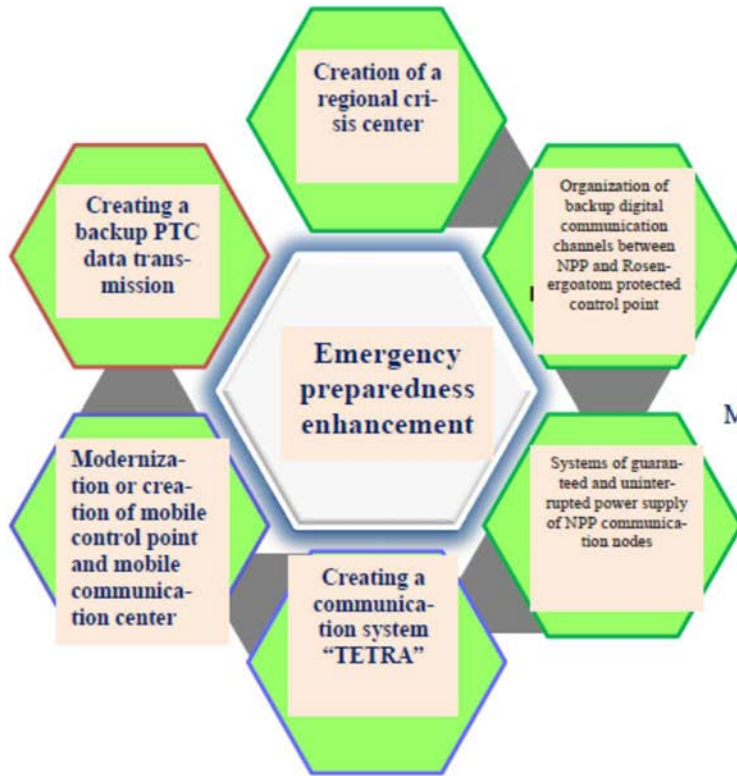 Creation of a
regional cri-
sis center
Organization of
backup digital
communication
channels between
NPP and Rosen-
ergoatom protected
control point
Systems of guaran-
teed and uninter-
rupted power supply
of NPP communica-
tion nodes
Creating a
communica-
tion system
“TETRA”
Moderniza-
tion or crea-
tion of mobile
control point
and mobile
communica-
tion center
Creating a
backup PTC
data trans-
mission
Emergency
preparedness
enhancement
M